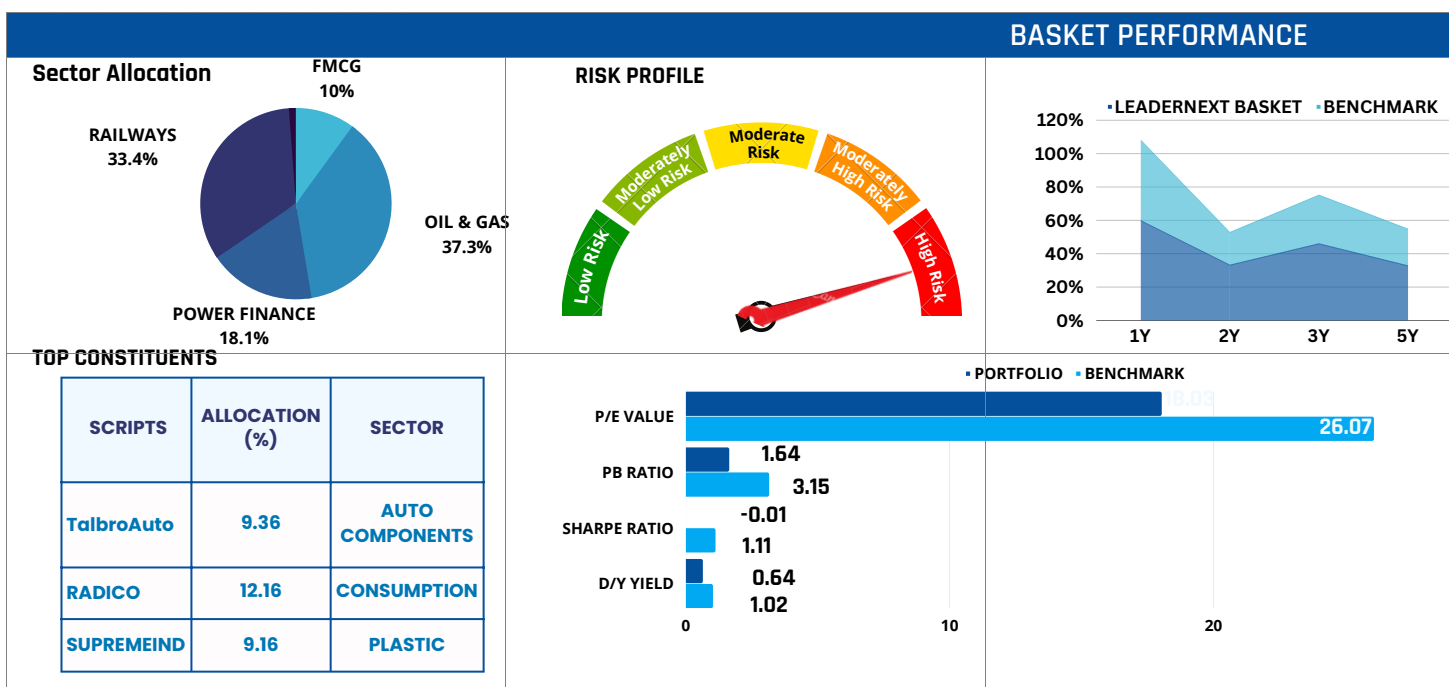 BASKET PERFORMANCE
Sector Allocation
FMCG
10%
RAILWAYS
33.4%
OIL & GAS
37.3%
POWER FINANCE
18.1%
RISK PROFILE
Low Risk
Moderately
Low Risk
Moderate
Risk
Moderately
High Risk
High Risk
LEADERNEXT BASKET BENCHMARK
120%
100%
80%
60%
40%
20%
0%
1Y 2Y 3Y 5Y
TOP CONSTITUENTS
SCRIPTS ALLOCATION (%) SECTOR
TalbroAuto 9.36 AUTO COMPONENTS
RADICO 12.16 CONSUMPTION
SUPREMEIND 9.16 PLASTIC
PORTFOLIO BENCHMARK
P/E VALUE
18.03
26.07
PB RATIO
1.64
3.15
SHARPE RATIO
-0.01
1.11
D/Y YIELD
0.64
1.02
0 10 20